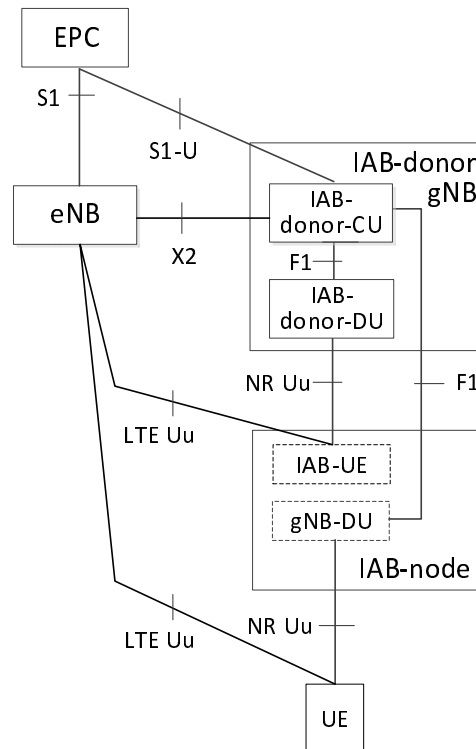 EPC
S1
S1-U
IAB-donor
gNB
eNB
IAB-
donor-CU
X2
F1
IAB-
donor-DU
NR Uu
F1
LTE Uu
IAB-UE
gNB-DU
IAB-node
NR Uu
LTE Uu
UE